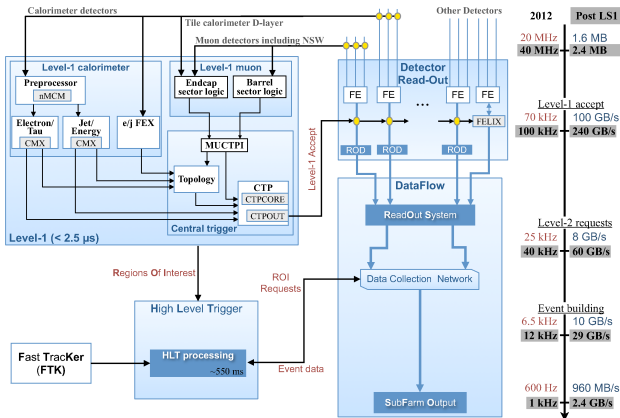 Calorimeter detectors
Tile calorimeter D-layer
Muon detectors including NSW
Other Detectors
2012
Post LS1
20 MHz
1.6 MB
40 MHz
2.4 MB
Level-1 calorimeter
Preprocessor
nMCM
Electron/
Tau
CMX
Jet/
Energy
CMX
e/j FEX
Level-1 muon
Endcap
sector logic
Barrel
sector logic
MUCTPI
Topology
CTP
CTPCORE
CTPOUT
Central trigger
Level-1 (< 2.5 μs)
Level-1 Accept
Detector
Read-Out
FE
FE
...
FE
FE
FELIX
ROD
ROD
ROD
Level-1 accept
70 kHz
100 GB/s
100 kHz
240 GB/s
DataFlow
ReadOut System
Data Collection Network
SubFarm Output
Level-2 requests
25 kHz
8 GB/s
40 kHz
60 GB/s
Regions Of Interest
ROI
Requests
Event data
High Level Trigger
HLT processing
~550 ms
Fast TracKer
(FTK)
Event building
6.5 kHz
10 GB/s
12 kHz
29 GB/s
600 Hz
960 MB/s
1 kHz
2.4 GB/s